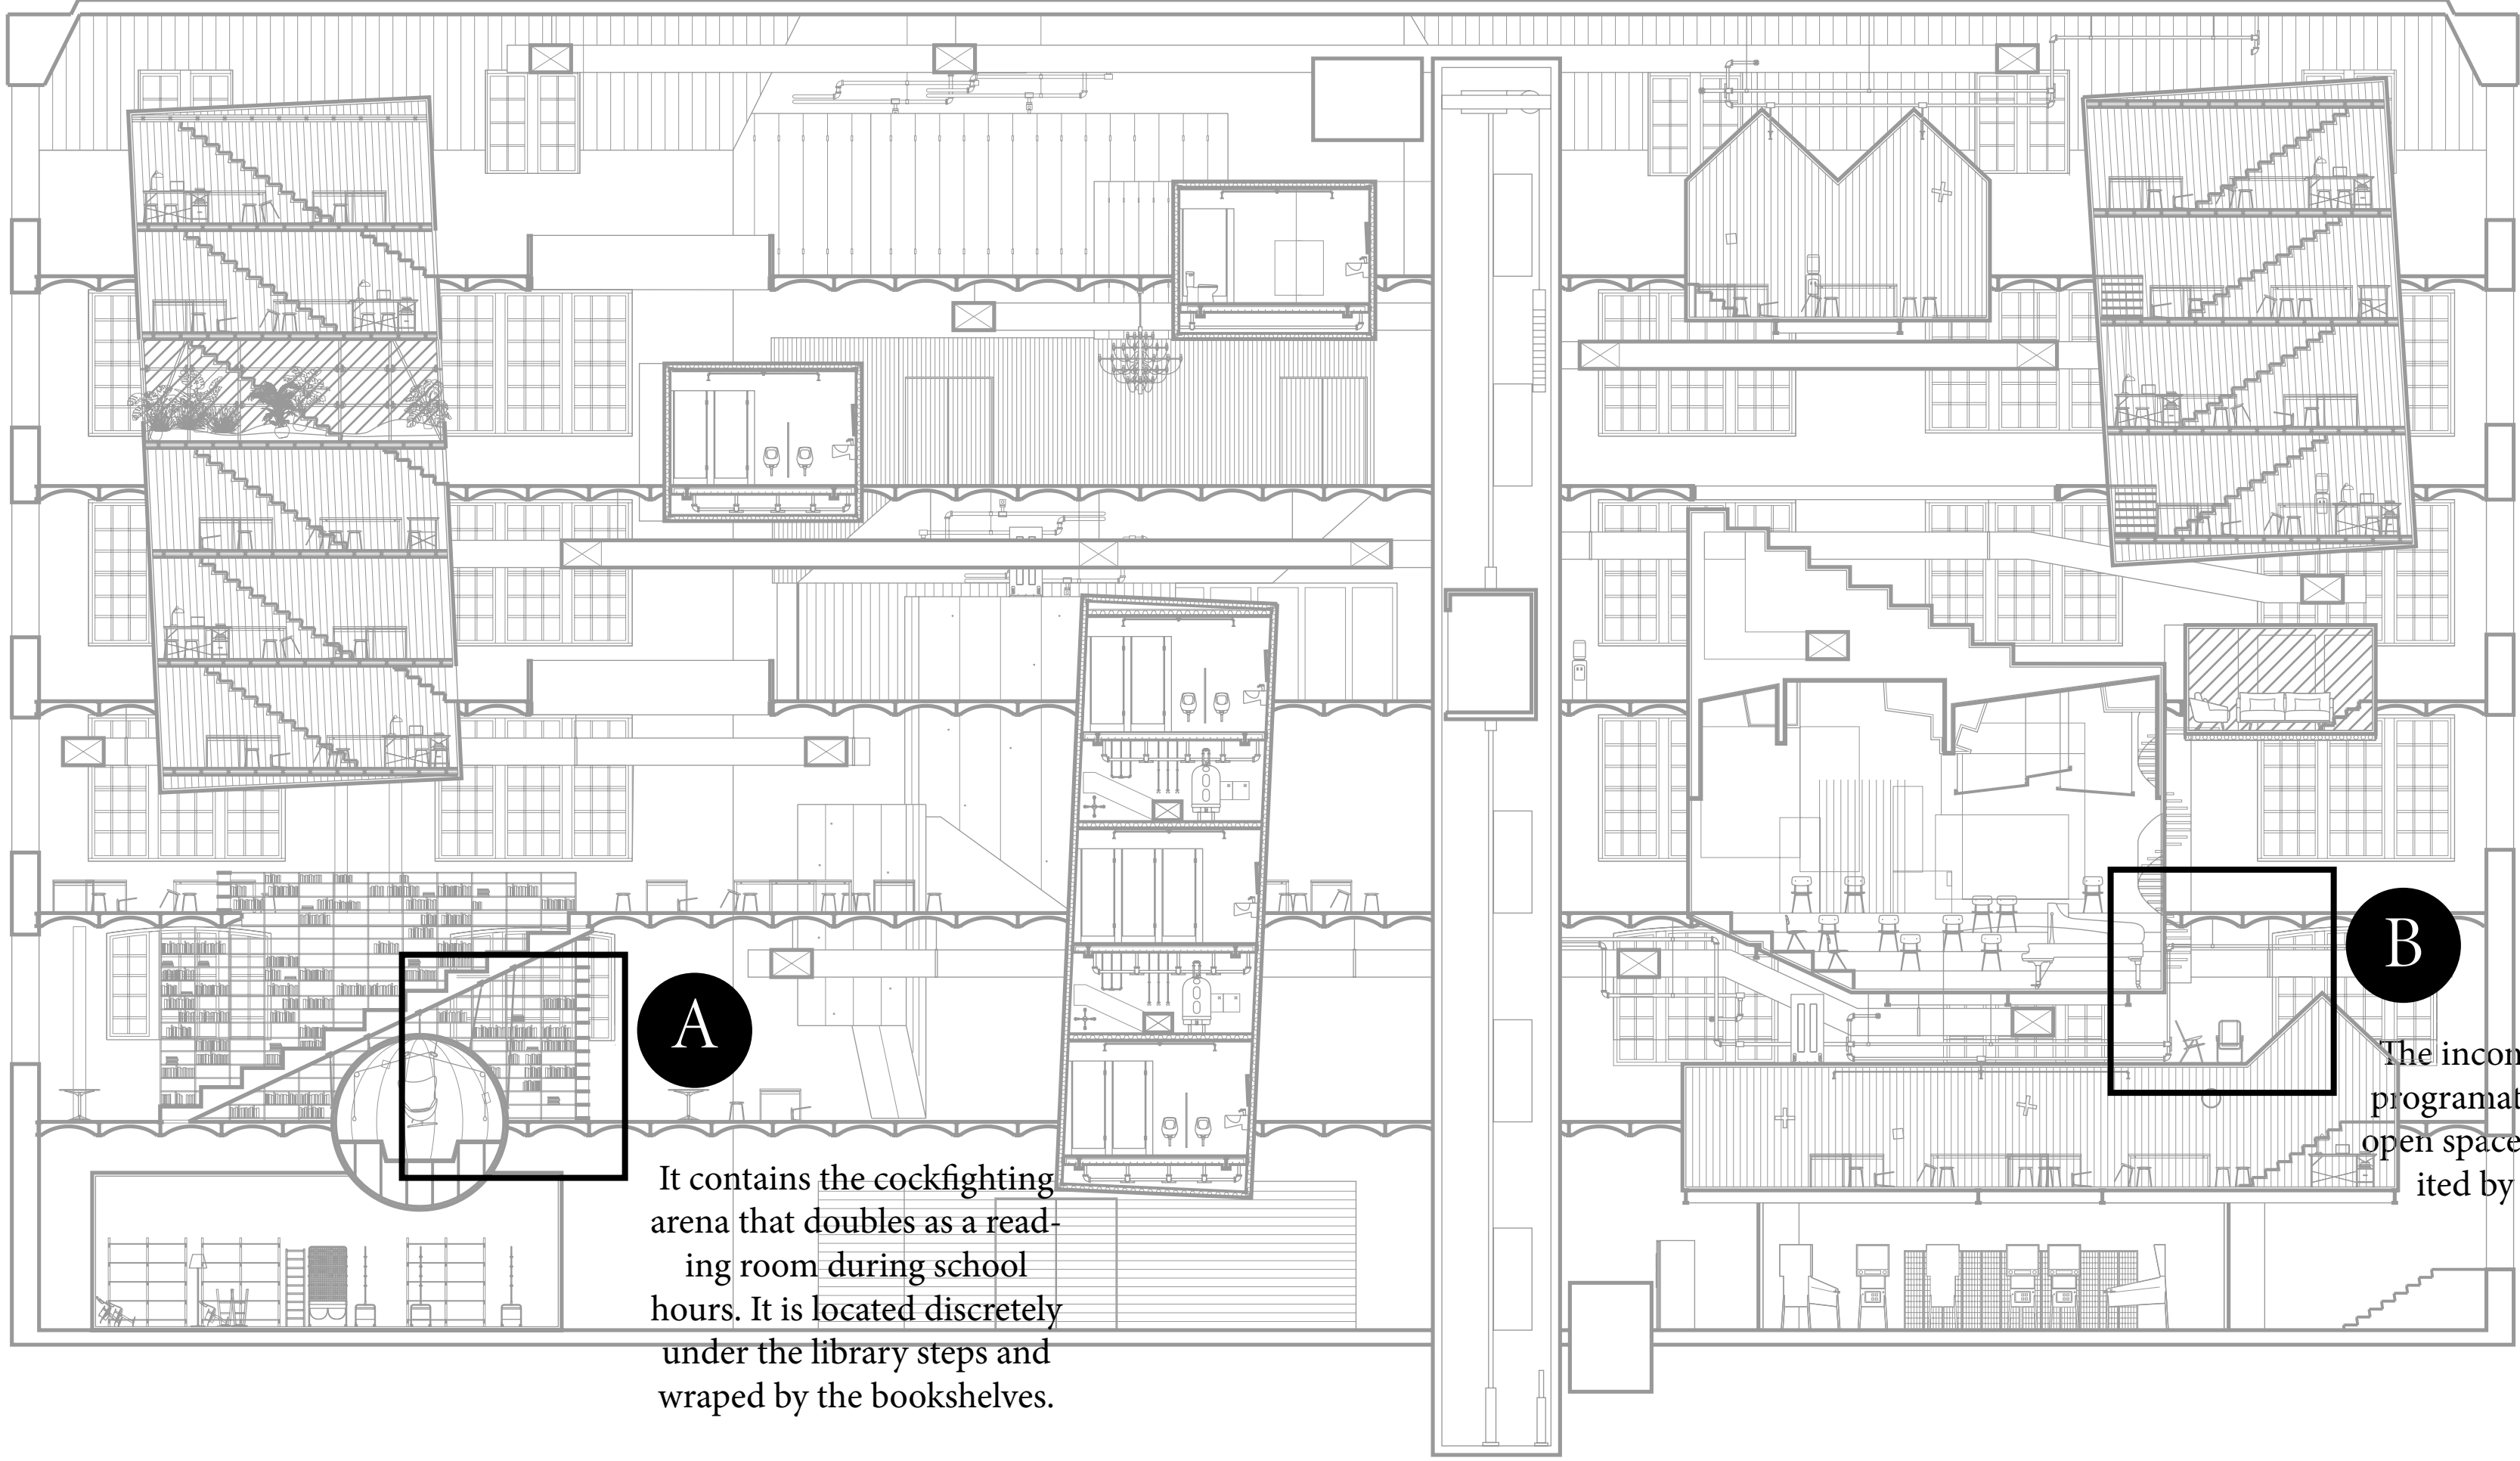 A
It contains the cockfighting
arena that doubles as a read-
ing room during school
hours. It is located discretely
under the library steps and
wraped by the bookshelves.
B
The incon
programat
open space
ited by